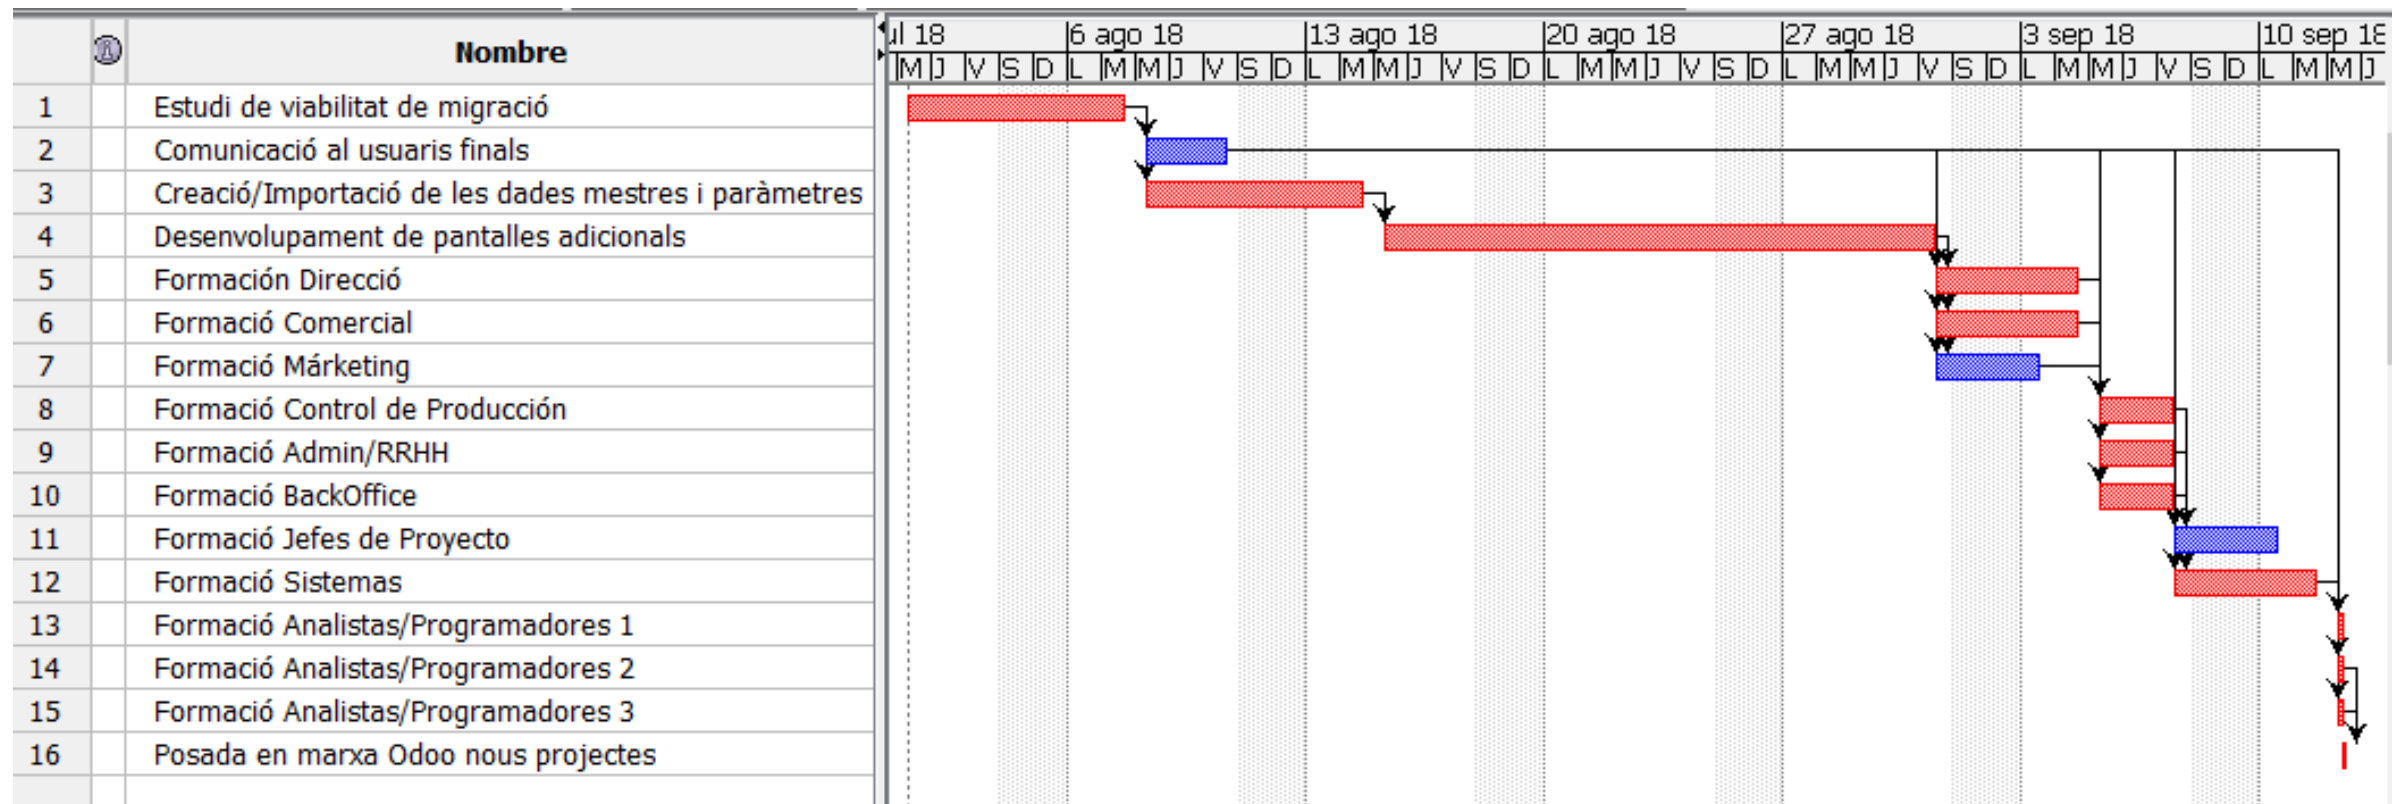 Nombre
ul 18 6 ago 18 13 ago 18 20 ago 18 27 ago 18 3 sep 18 10 sep 18
M J V S D L M M J V S D L M M J V S D L M M J V S D L M M J V S D L M M J V S D L M M J
1 Estudi de viabilitat de migració
2 Comunicació al usuaris finals
3 Creació/Importació de les dades mestres i paràmetres
4 Desenvolupament de pantalles adicionals
5 Formación Direcció
6 Formació Comercial
7 Formació Márketing
8 Formació Control de Producción
9 Formació Admin/RRHH
10 Formació BackOffice
11 Formació Jefes de Proyecto
12 Formació Sistemas
13 Formació Analistas/Programadores 1
14 Formació Analistas/Programadores 2
15 Formació Analistas/Programadores 3
16 Posada en marxa Odoo nous projectes